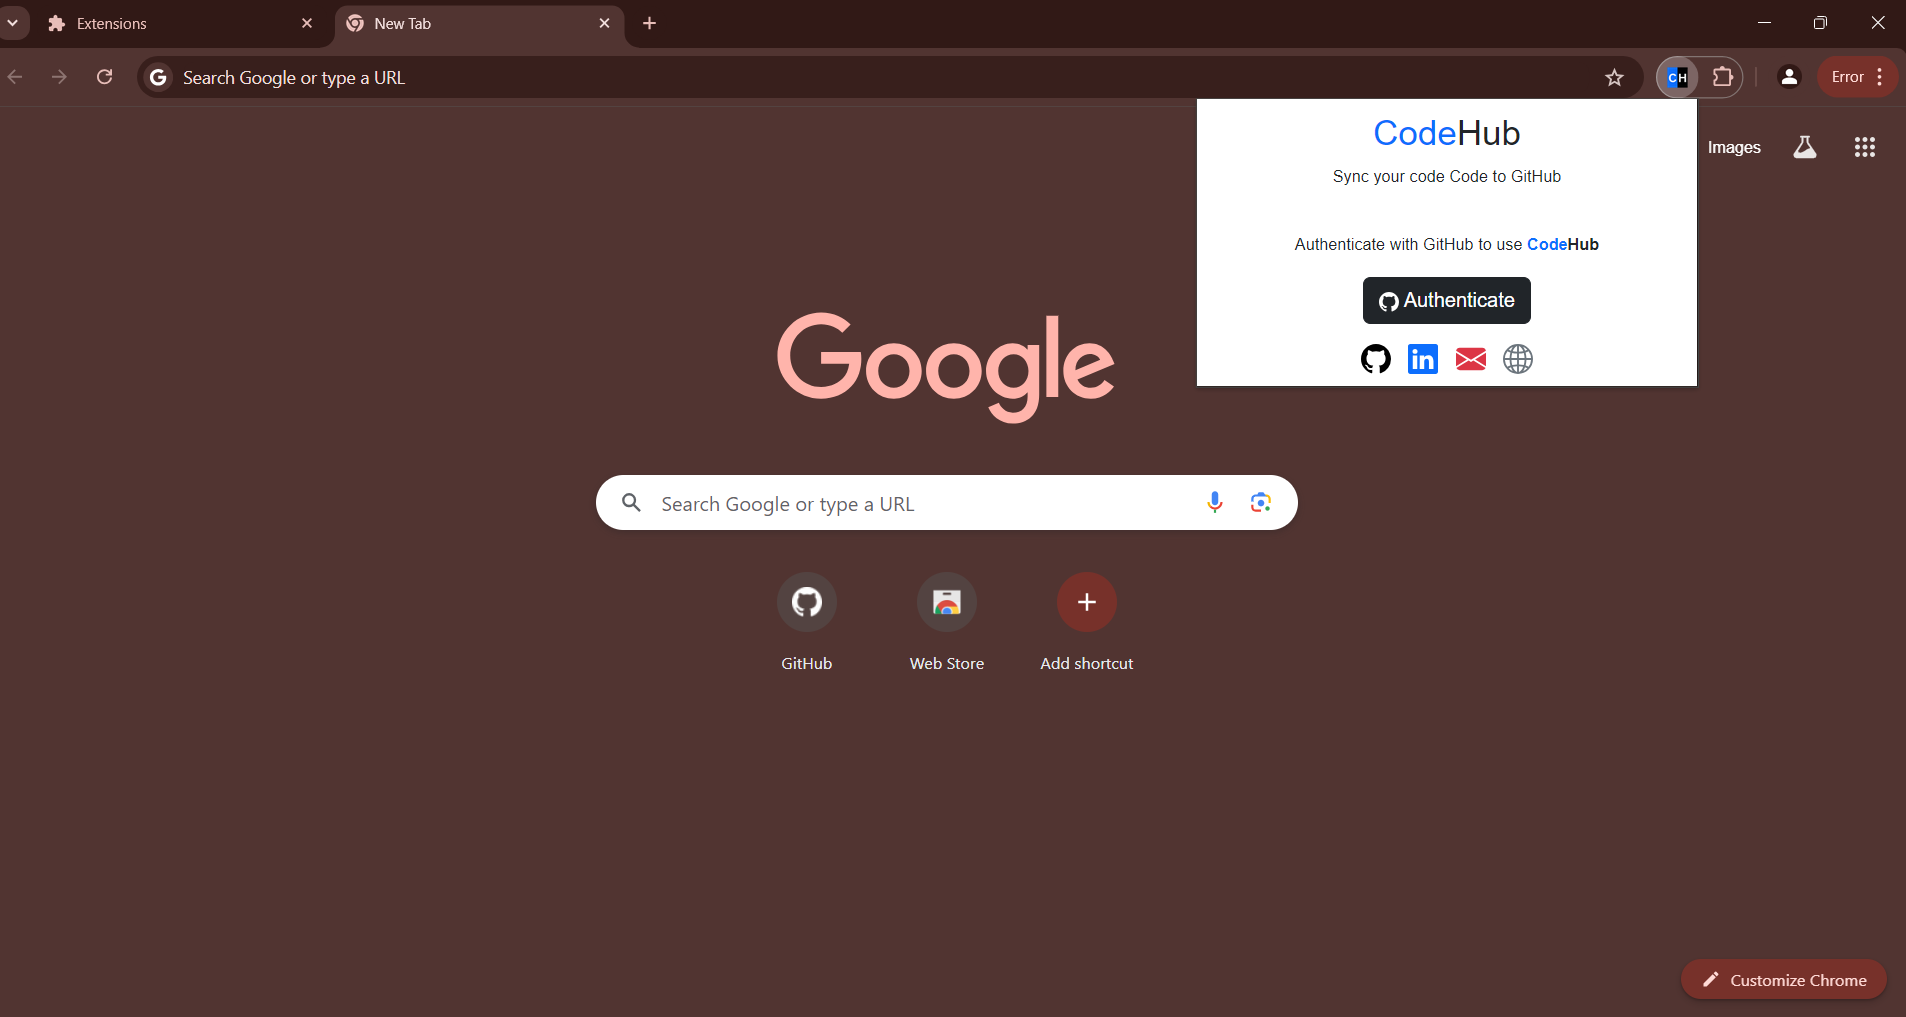 Extensions
New Tab
Search Google or type a URL
CH
Error
CodeHub
Sync your code Code to GitHub
Authenticate with GitHub to use CodeHub
Authenticate
in
Images
Google
Search Google or type a URL
GitHub
Web Store
Add shortcut
Customize Chrome